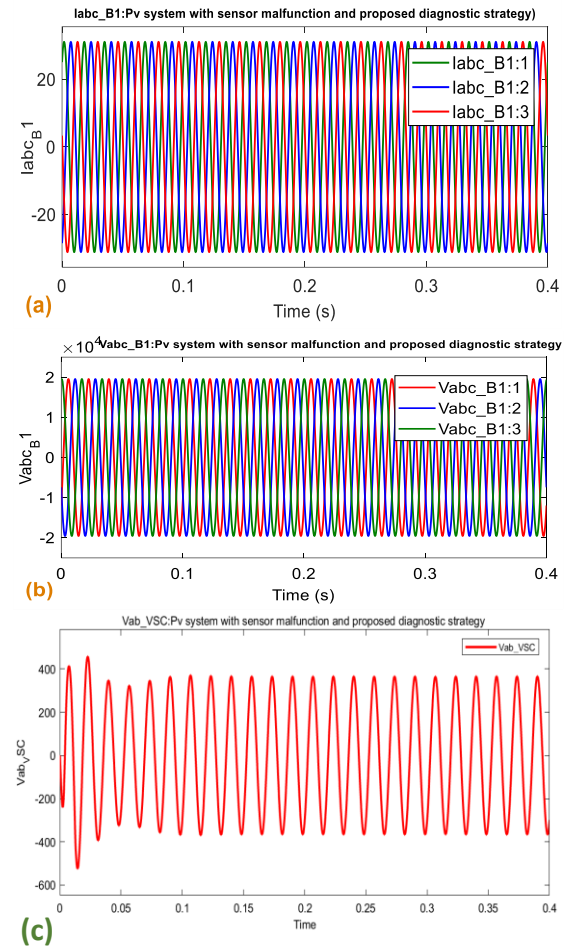 Iabc_B1:Pv system with sensor malfunction and proposed diagnostic strategy)
Iabc_B1:1
Iabc_B1:2
Iabc_B1:3
20
0
-20
Iabc_B1
0 0.1 0.2 0.3 0.4
Time (s)
(a)
×10^4
Vabc_B1:Pv system with sensor malfunction and proposed diagnostic strategy
Vabc_B1:1
Vabc_B1:2
Vabc_B1:3
2
1
0
-1
-2
Vabc_B1
0 0.1 0.2 0.3 0.4
Time (s)
(b)
Vab_VSC:Pv system with sensor malfunction and proposed diagnostic strategy
Vab_VSC
400
200
0
-200
-400
-600
Vab_VSC
0 0.05 0.1 0.15 0.2 0.25 0.3 0.35 0.4
Time
(c)